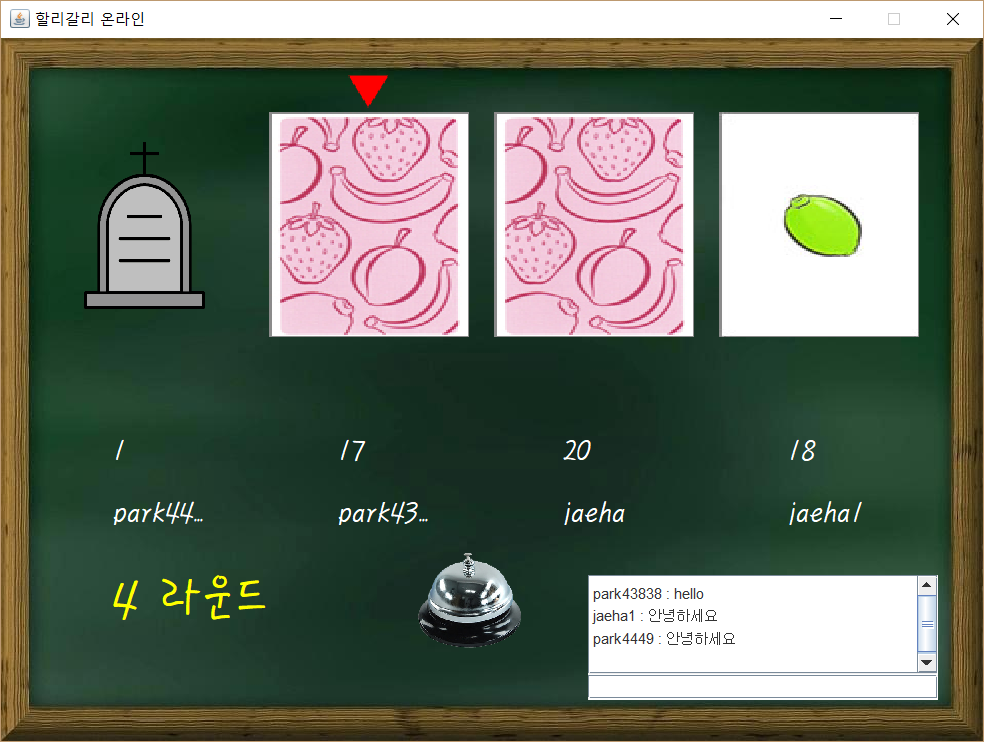 할리갈리 온라인
1
17
20
18
park44...
park43...
jaeha
jaeha1
4 라운드
park43838 : hello
jaeha1 : 안녕하세요
park4449 : 안녕하세요